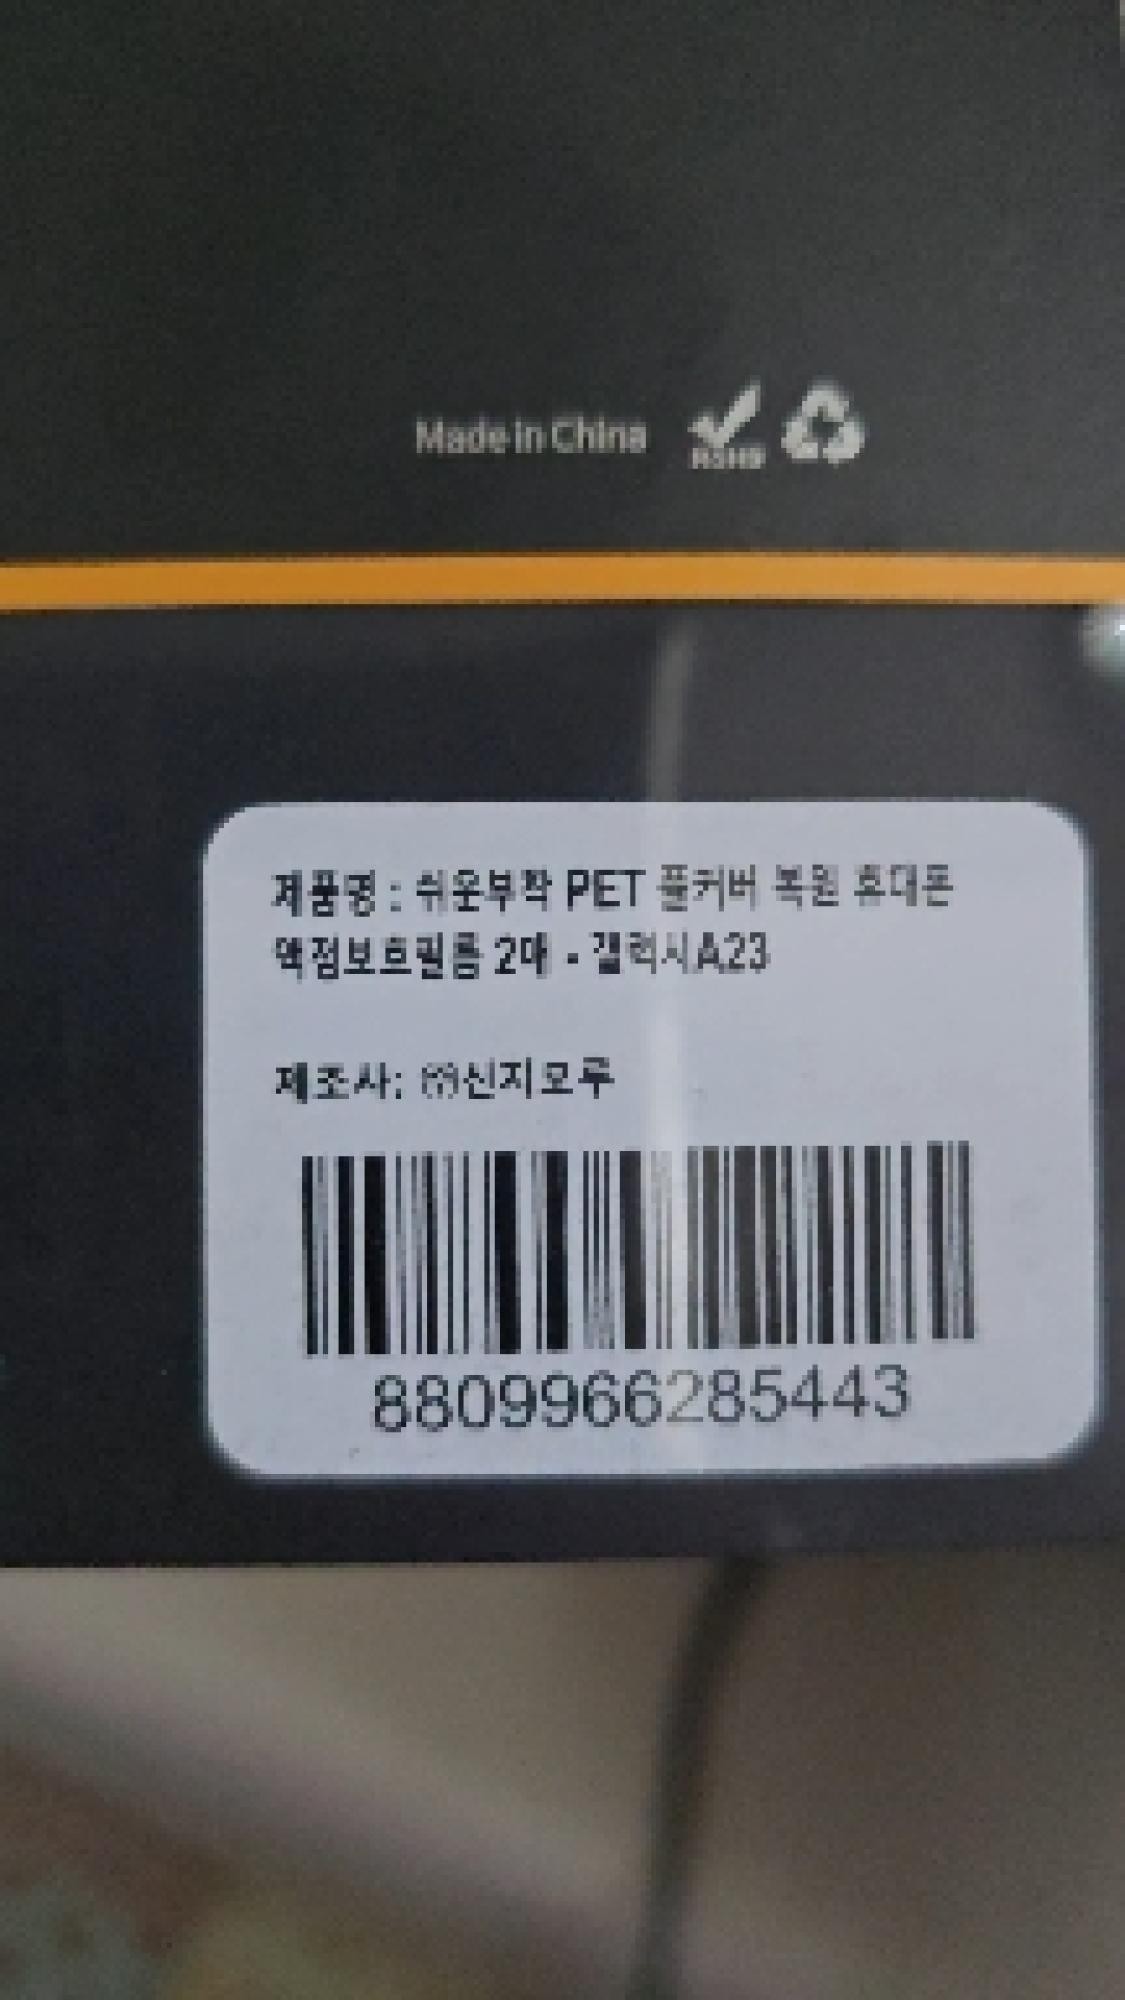 Made in China
RoHS
제품명 : 쉬운부착 PET 풀커버 복원 휴대폰
액정보호필름 2매 - 갤럭시A23
제조사: ㈜신지모루
8809966285443